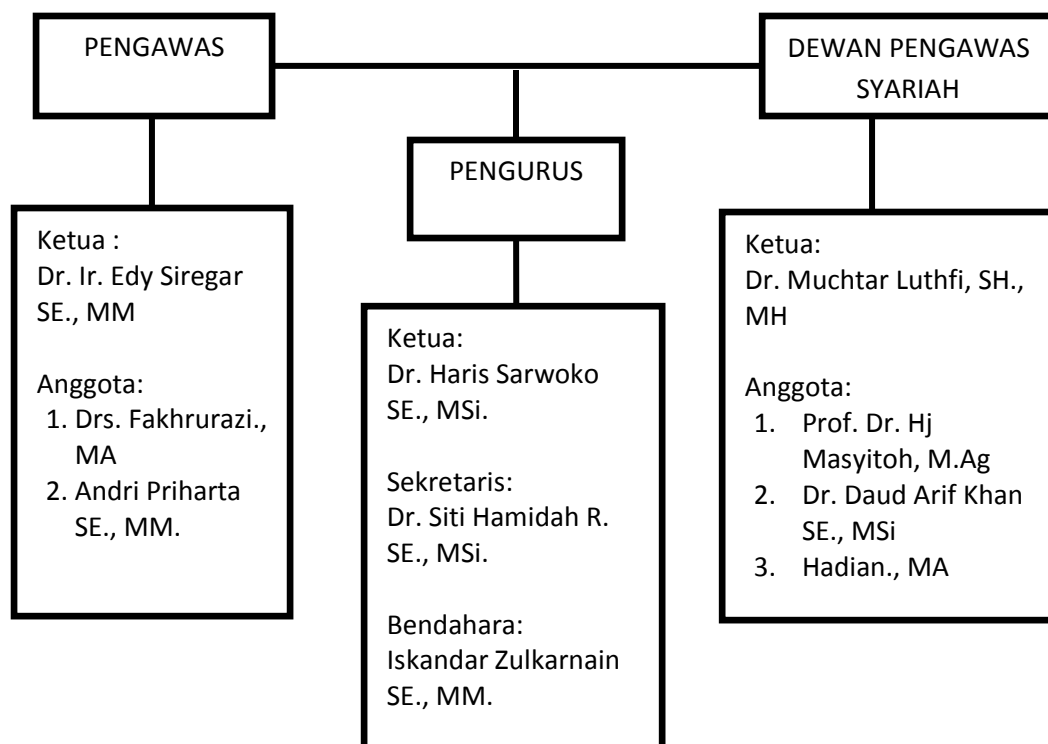 PENGAWAS
DEWAN PENGAWAS
SYARIAH
PENGURUS
Ketua :
Dr. Ir. Edy Siregar
SE., MM
Anggota:
1. Drs. Fakhrurazi.,
MA
2. Andri Priharta
SE., MM.
Ketua:
Dr. Haris Sarwoko
SE., MSi.
Sekretaris:
Dr. Siti Hamidah R.
SE., MSi.
Bendahara:
Iskandar Zulkarnain
SE., MM.
Ketua:
Dr. Muchtar Luthfi, SH.,
MH
Anggota:
1. Prof. Dr. Hj
Masyitoh, M.Ag
2. Dr. Daud Arif Khan
SE., MSi
3. Hadian., MA